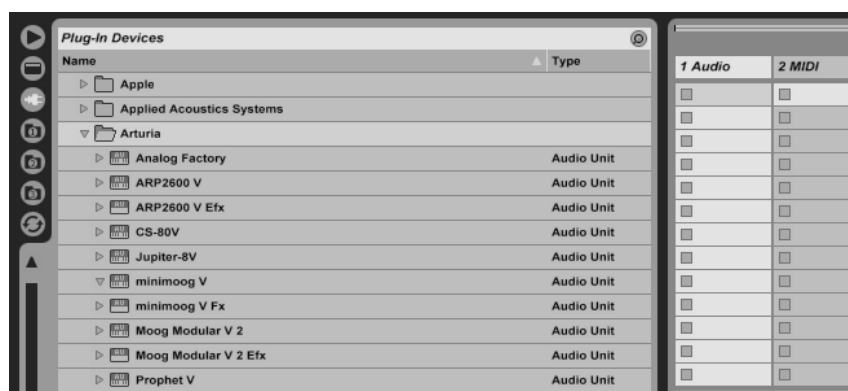 Plug-In Devices
Name Type
Apple
Applied Acoustics Systems
Arturia
Analog Factory Audio Unit
ARP2600 V Audio Unit
ARP2600 V Efx Audio Unit
CS-80V Audio Unit
Jupiter-8V Audio Unit
minimoog V Audio Unit
minimoog V Fx Audio Unit
Moog Modular V 2 Audio Unit
Moog Modular V 2 Efx Audio Unit
Prophet V Audio Unit
1 Audio 2 MIDI